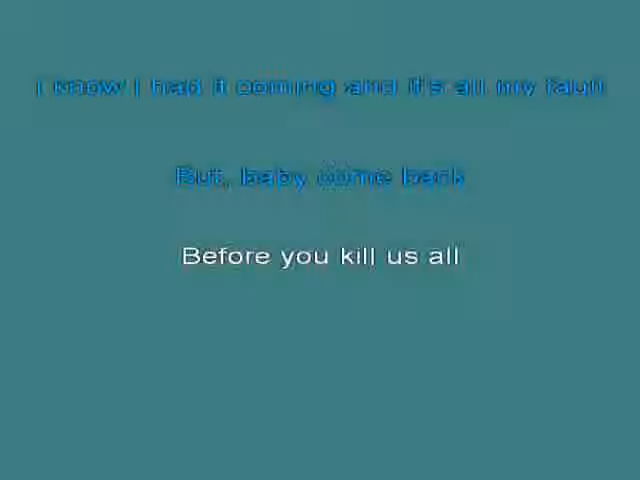 I know I had it coming and it's all my fault
But, baby come back
Before you kill us all